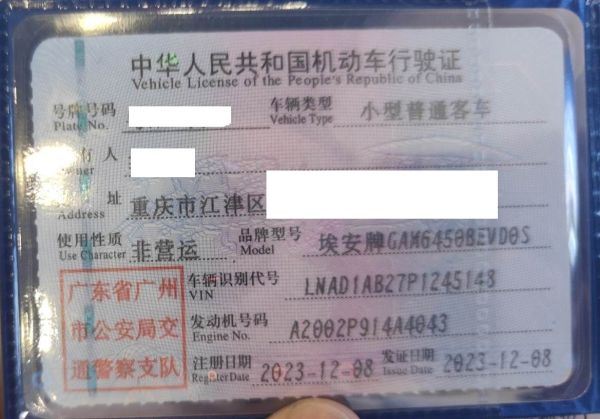 中华人民共和国机动车行驶证
Vehicle License of the People's Republic of China
号牌号码 车辆类型 小型普通客车
Plate No. Vehicle Type
有人
Owner
址 重庆市江津区
Address
使用性质 非营运 品牌型号 埃安牌GAM6450BEVD0S
Use Character Model
车辆识别代号 LNAD1AB27P1245148
VIN
发动机号码 A2002P914A4043
Engine No.
注册日期 2023-12-08 发证日期 2023-12-08
Register Date Issue Date
广东省广州
市公安局交
通警察支队